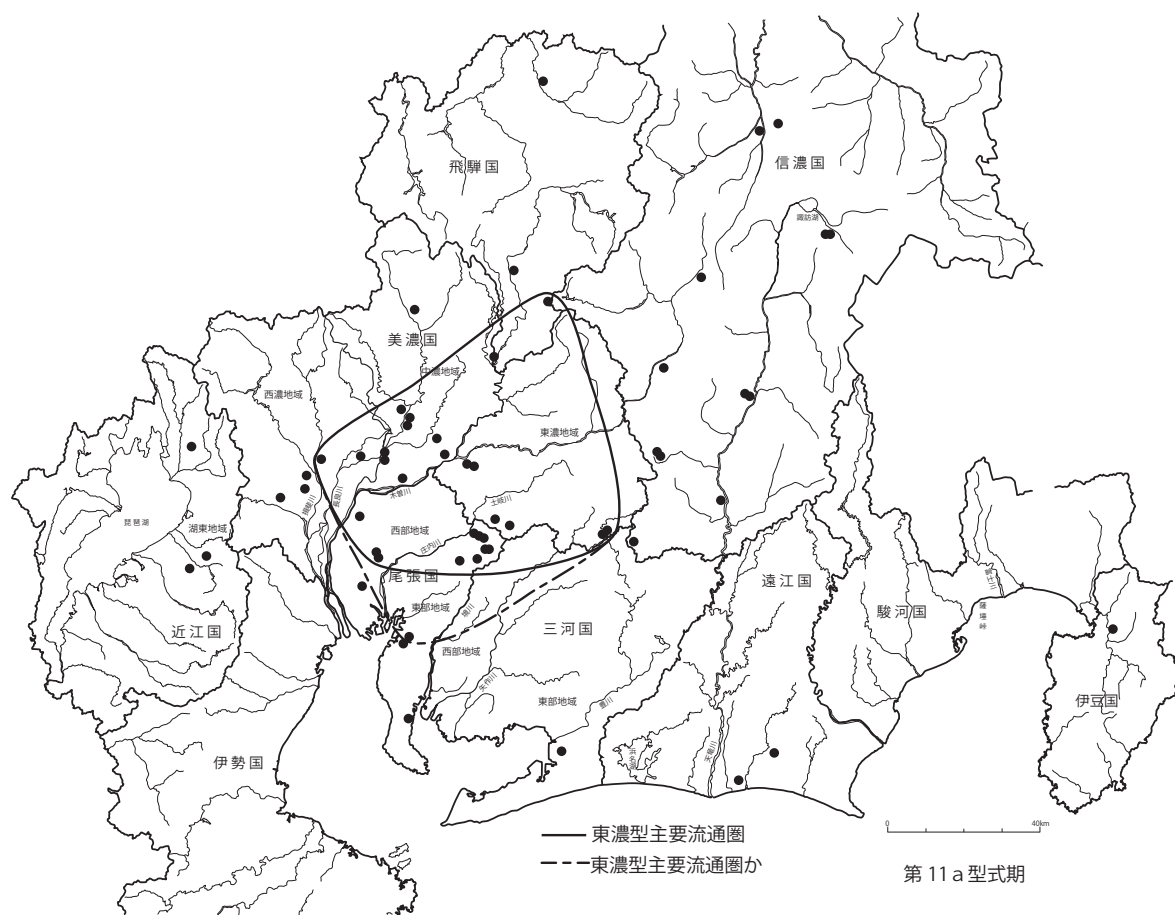 飛騨国
信濃国
諏訪湖
美濃国
中濃地域
西濃地域
東濃地域
揖斐川
長良川
木曽川
土岐川
琵琶湖
湖東地域
西部地域
庄内川
尾張国
東部地域
境川
近江国
三河国
西部地域
矢作川
東部地域
豊川
遠江国
駿河国
富士川
薩埵峠
伊豆国
伊勢国
浜名湖
天竜川
東濃型主要流通圏
東濃型主要流通圏か
0
40km
第11a型式期